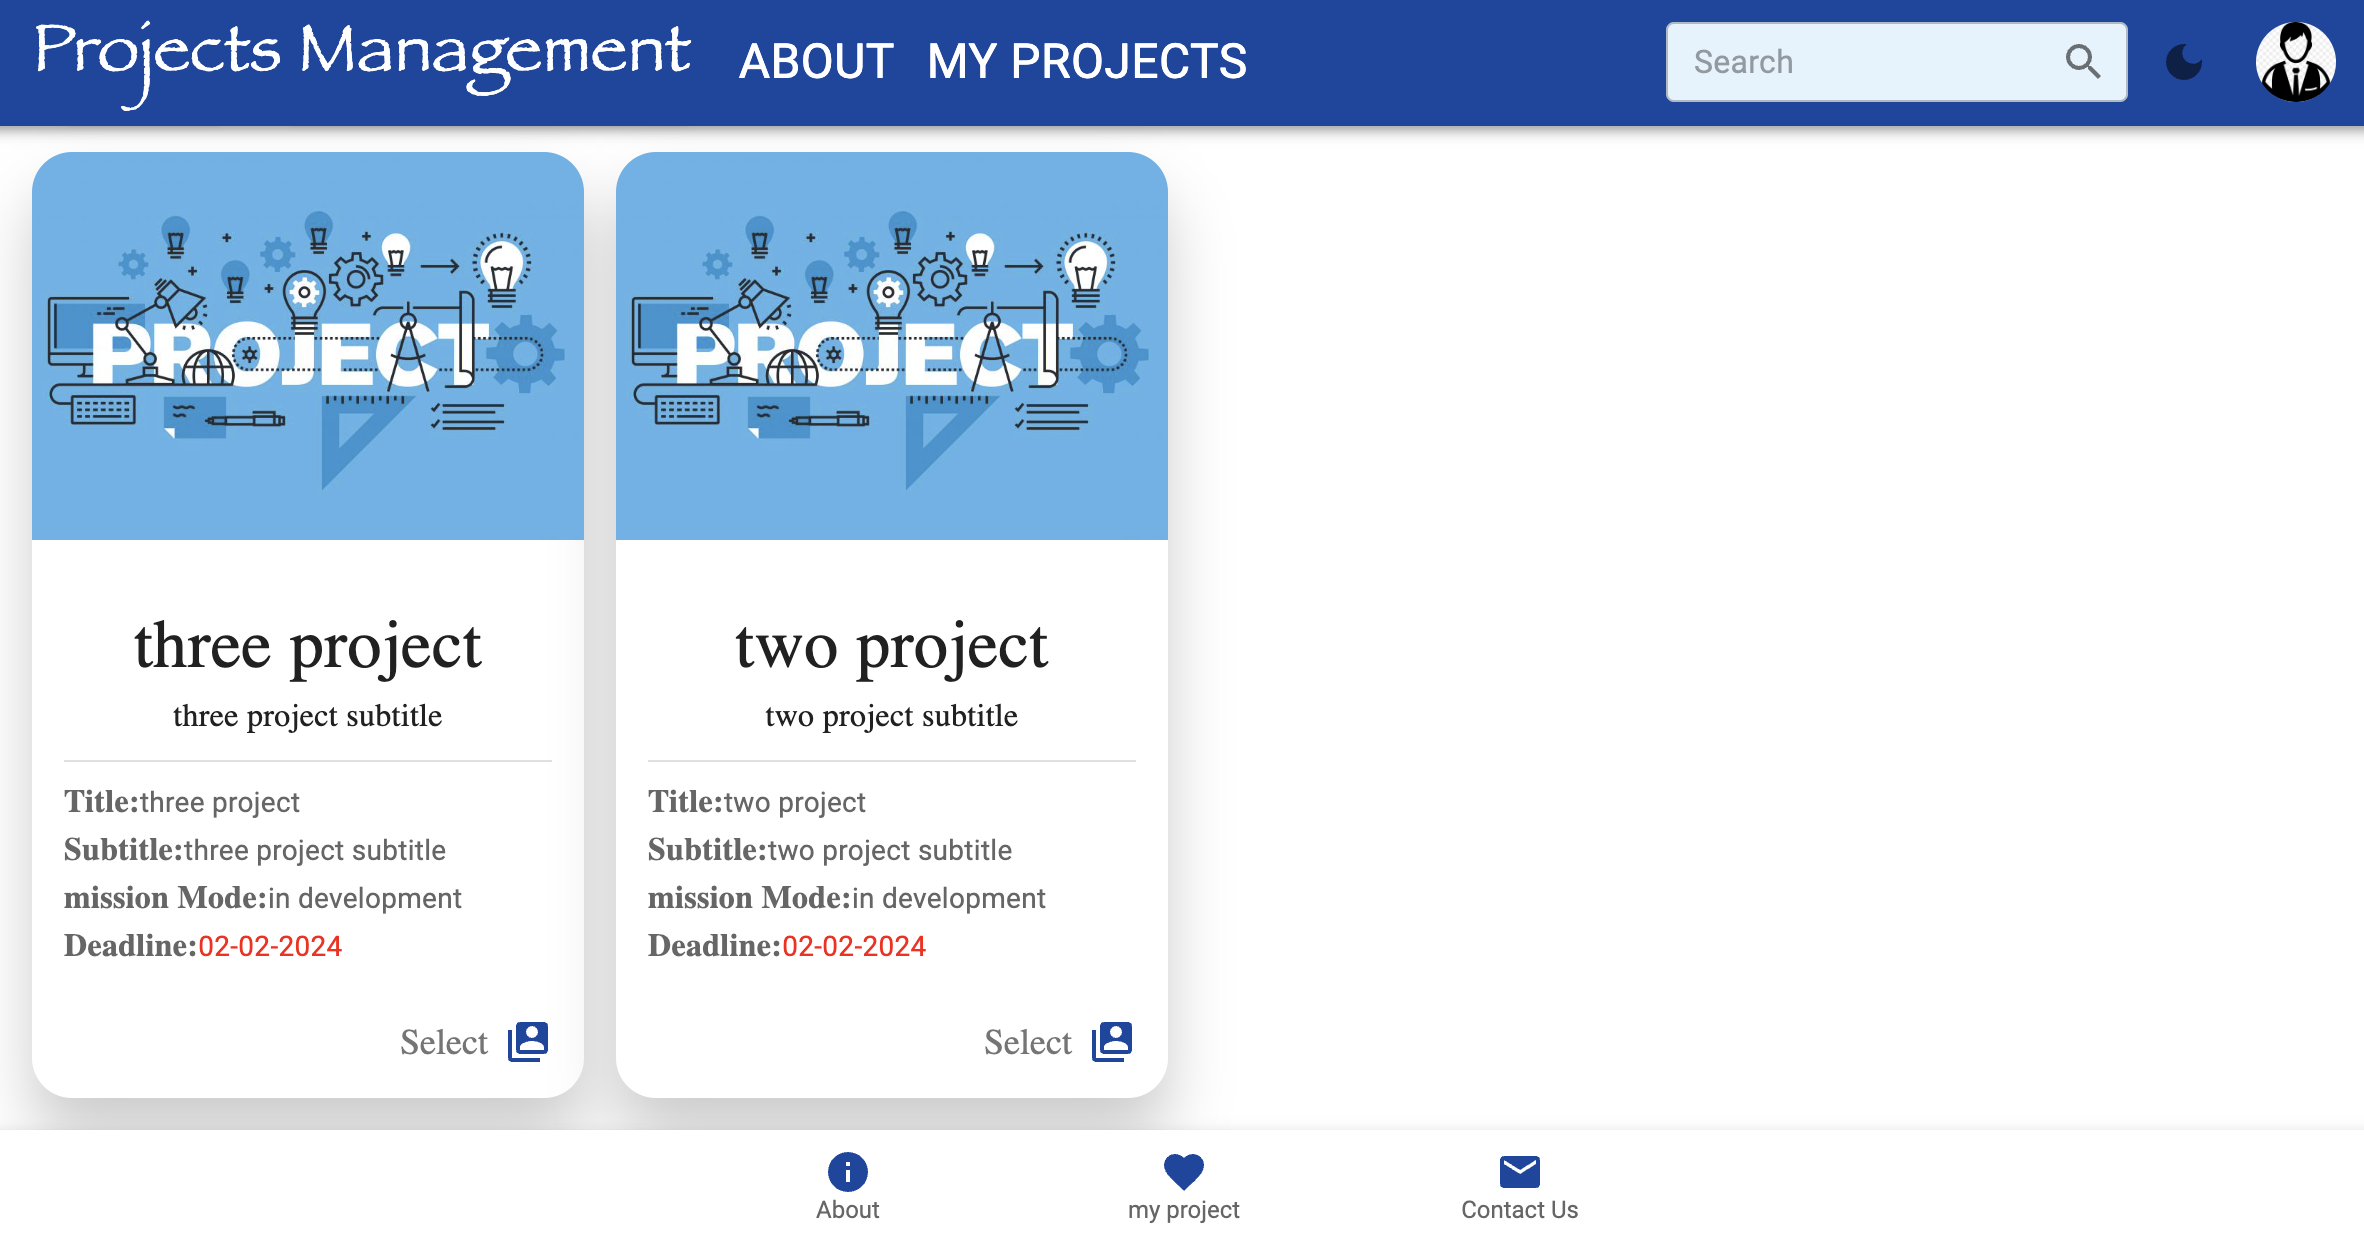 Projects Management ABOUT MY PROJECTS Search
PROJECT
three project
three project subtitle
Title:three project
Subtitle:three project subtitle
mission Mode:in development
Deadline:02-02-2024
Select
PROJECT
two project
two project subtitle
Title:two project
Subtitle:two project subtitle
mission Mode:in development
Deadline:02-02-2024
Select
About my project Contact Us